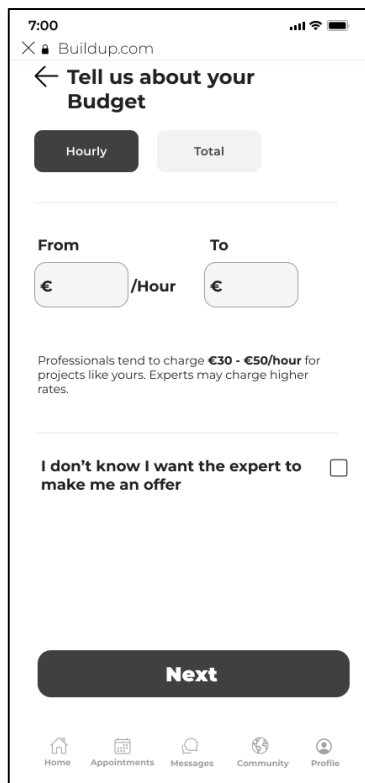 7:00
Buildup.com
Tell us about your
Budget
Hourly Total
From To
€ /Hour €
Professionals tend to charge €30 - €50/hour for
projects like yours. Experts may charge higher
rates.
I don’t know I want the expert to
make me an offer
Next
Home Appointments Messages Community Profile